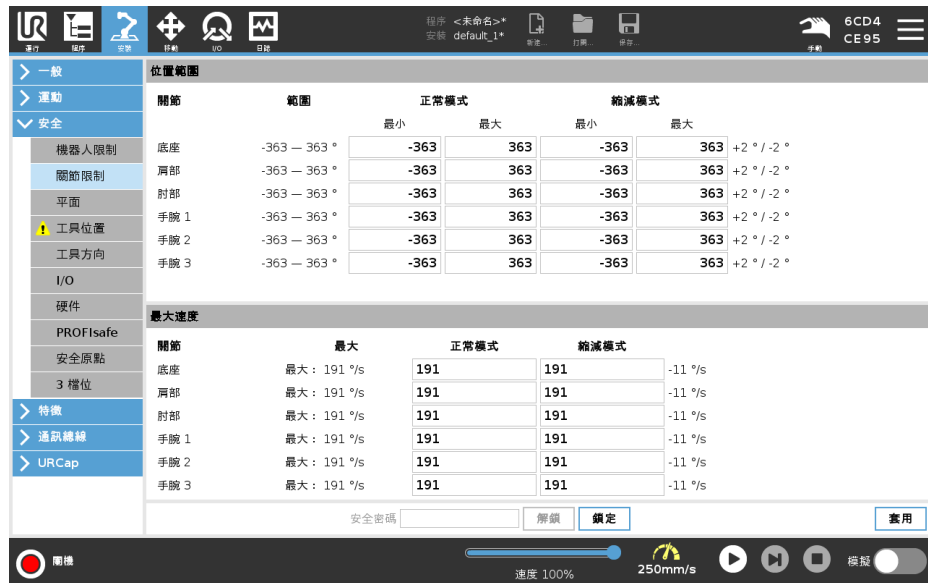 程序 <未命名>*
安裝 default_1*
運行 程序 安裝 移動 I/O 日誌 新建... 打開... 保存... 手動
6CD4
CE95
一般
運動
安全
機器人限制
關節限制
平面
工具位置
工具方向
I/O
硬件
PROFIsafe
安全原點
3 檔位
特徵
通訊總線
URCap
位置範圍
關節 範圍 正常模式 縮減模式
最小 最大 最小 最大
底座 -363 — 363 ° -363 363 -363 363 +2 ° / -2 °
肩部 -363 — 363 ° -363 363 -363 363 +2 ° / -2 °
肘部 -363 — 363 ° -363 363 -363 363 +2 ° / -2 °
手腕 1 -363 — 363 ° -363 363 -363 363 +2 ° / -2 °
手腕 2 -363 — 363 ° -363 363 -363 363 +2 ° / -2 °
手腕 3 -363 — 363 ° -363 363 -363 363 +2 ° / -2 °
最大速度
關節 最大 正常模式 縮減模式
底座 最大： 191 °/s 191 191 -11 °/s
肩部 最大： 191 °/s 191 191 -11 °/s
肘部 最大： 191 °/s 191 191 -11 °/s
手腕 1 最大： 191 °/s 191 191 -11 °/s
手腕 2 最大： 191 °/s 191 191 -11 °/s
手腕 3 最大： 191 °/s 191 191 -11 °/s
安全密碼 解鎖 鎖定 套用
關機
速度 100%
250mm/s
模擬